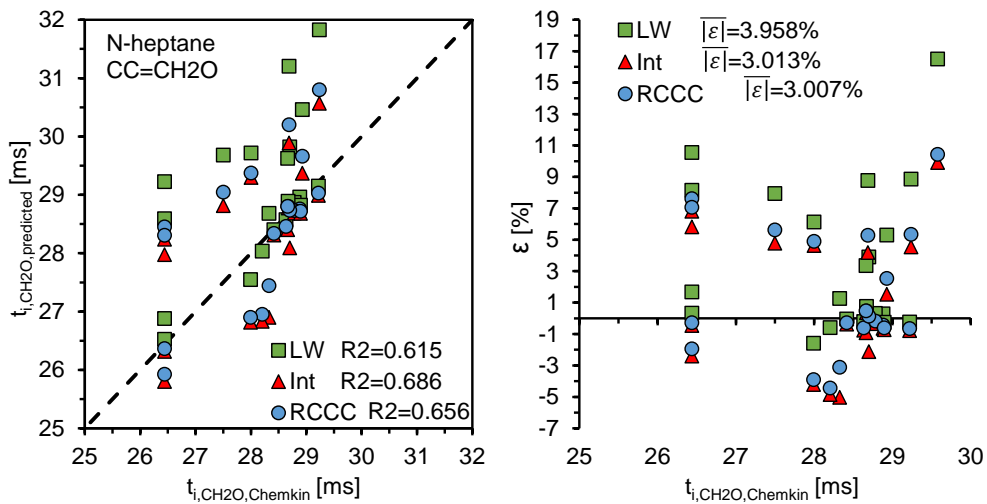 32
31
30
29
28
27
26
25
25 26 27 28 29 30 31 32
t_i,CH2O,predicted [ms]
t_i,CH2O,Chemkin [ms]
N-heptane
CC=CH2O
LW R2=0.615
Int R2=0.686
RCCC R2=0.656
19
17
15
13
11
9
7
5
3
1
-1
-3
-5
-7
25 26 27 28 29 30
ε [%]
t_i,CH2O,Chemkin [ms]
LW |ε|=3.958%
Int |ε|=3.013%
RCCC |ε|=3.007%